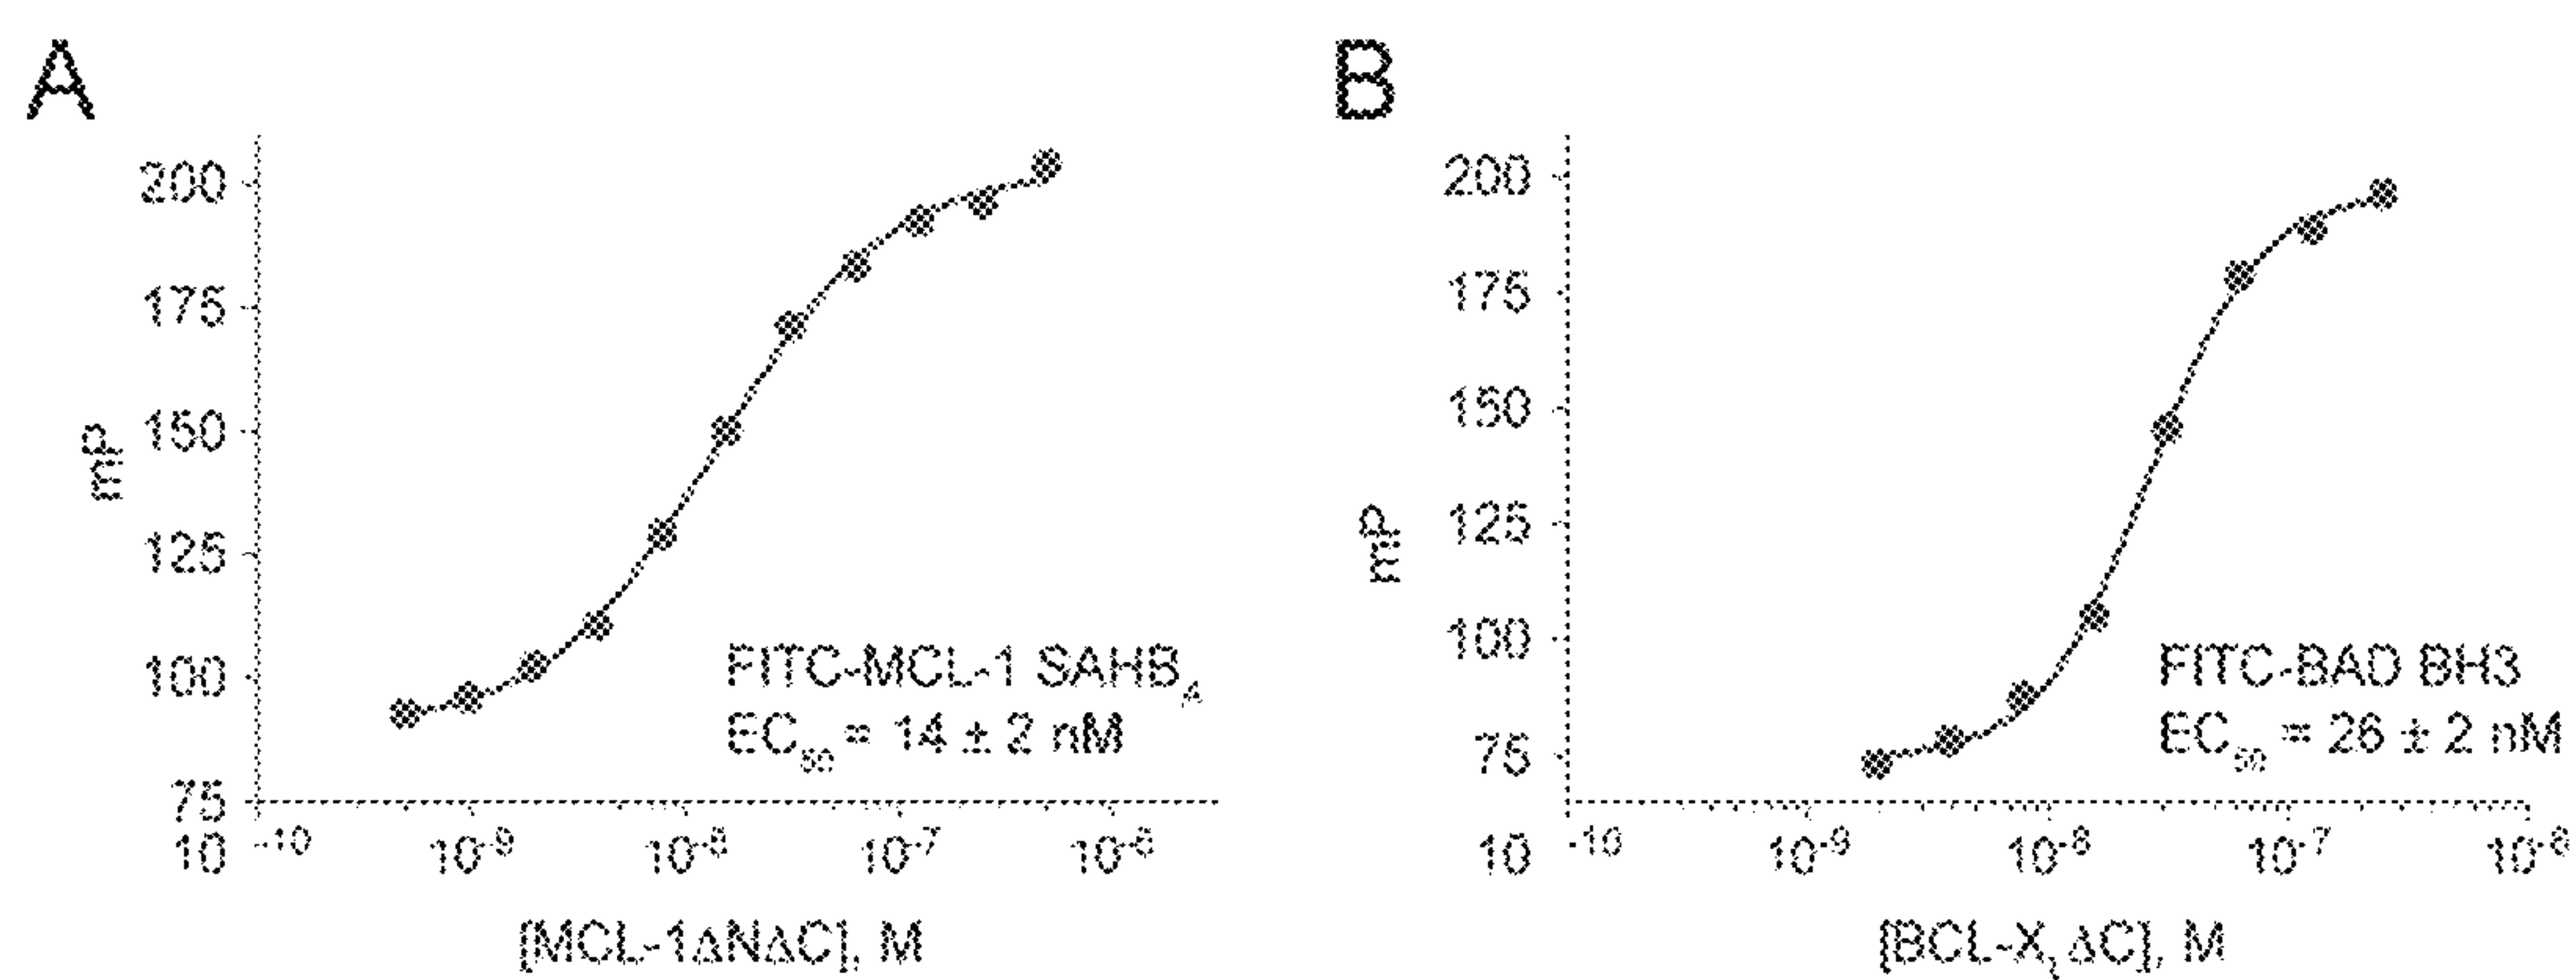 A
200
175
150
125
100
75
mP
FITC-MCL-1 SAHB_A
EC50 = 14 ± 2 nM
10^-10 10^-9 10^-8 10^-7 10^-6
[MCL-1ΔNΔC], M
B
200
175
150
125
100
75
mP
FITC-BAD BH3
EC50 = 26 ± 2 nM
10^-10 10^-9 10^-8 10^-7 10^-6
[BCL-X_LΔC], M